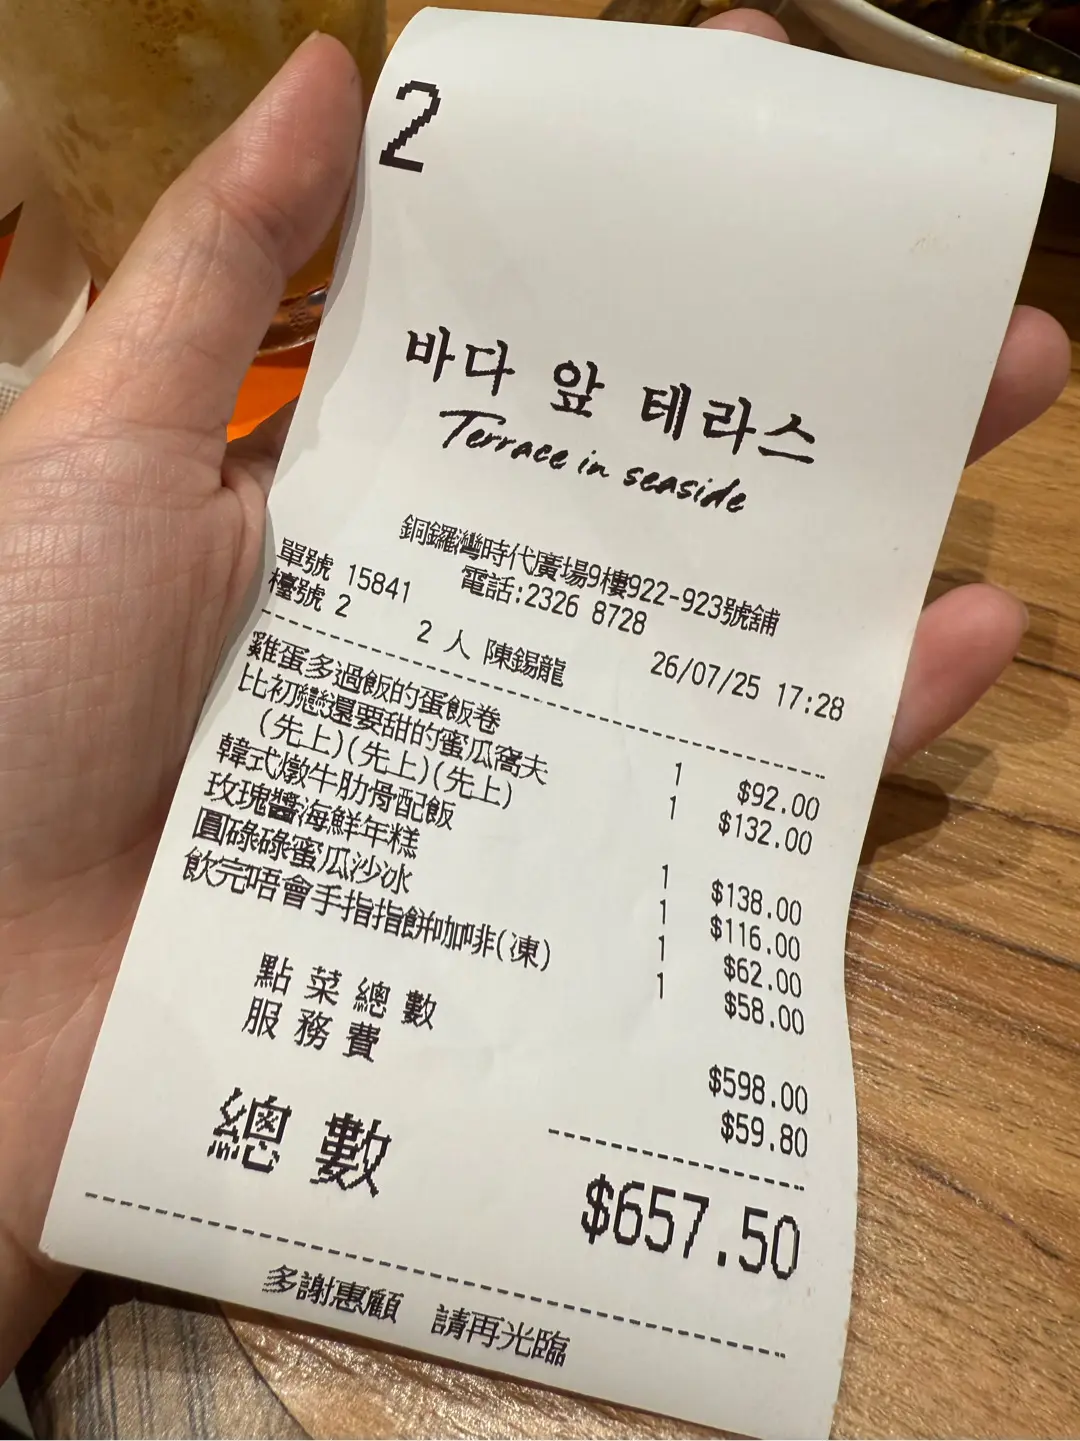 2
바다 앞 테라스
Terrace in seaside
銅鑼灣時代廣場9樓922-923號舖
電話:2326 8728
單號 15841
檯號 2 2 人 陳錫龍 26/07/25 17:28
雞蛋多過飯的蛋飯卷 1 $92.00
比初戀還要甜的蜜瓜窩夫 1 $132.00
(先上)(先上)(先上)
韓式燉牛肋骨配飯 1 $138.00
玫瑰醬海鮮年糕 1 $116.00
圓碌碌蜜瓜沙冰 1 $62.00
飲完唔會手指指餅咖啡(凍) 1 $58.00
點菜總數 $598.00
服務費 $59.80
總數 $657.50
多謝惠顧 請再光臨